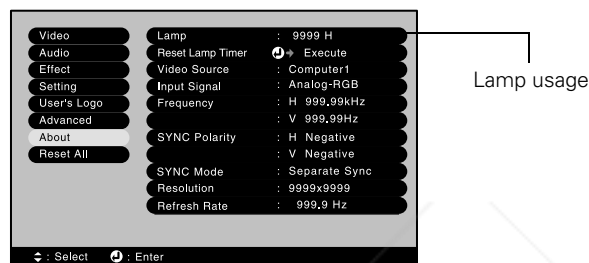 Video
Audio
Effect
Setting
User's Logo
Advanced
About
Reset All
Lamp : 9999 H
Reset Lamp Timer Execute
Video Source : Computer1
Input Signal : Analog-RGB
Frequency : H 999.99kHz
: V 999.99Hz
SYNC Polarity : H Negative
: V Negative
SYNC Mode : Separate Sync
Resolution : 9999x9999
Refresh Rate : 999.9 Hz
: Select : Enter
Lamp usage